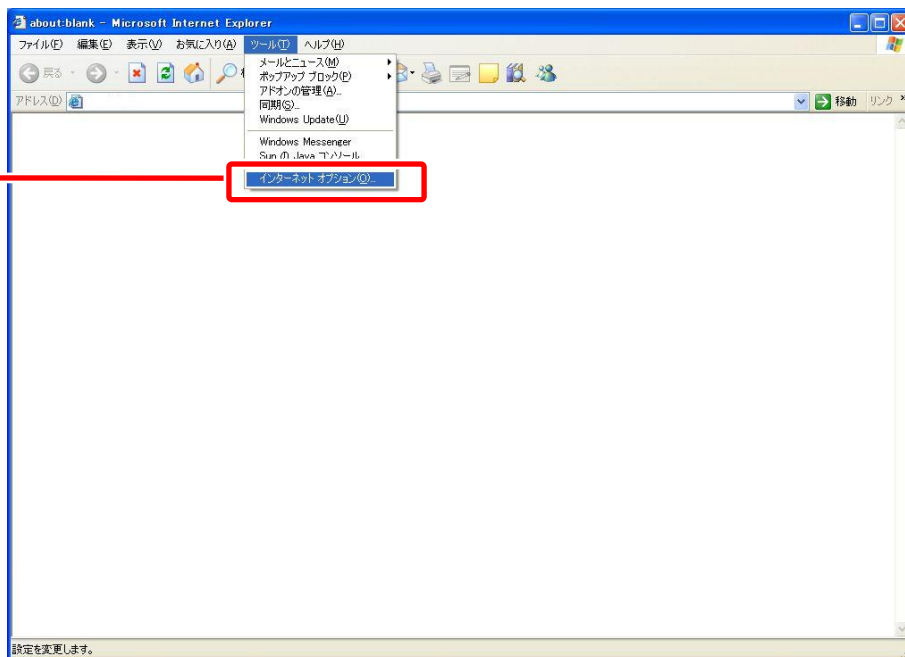 about:blank - Microsoft Internet Explorer
ファイル(F) 編集(E) 表示(V) お気に入り(A) ツール(T) ヘルプ(H)
戻る
アドレス(D) 移動 リンク
メールとニュース(M)
ポップアップ ブロック(P)
アドオンの管理(A)...
同期(S)...
Windows Update(U)
Windows Messenger
Sun の Java コンソール
インターネット オプション(O)...
設定を変更します。